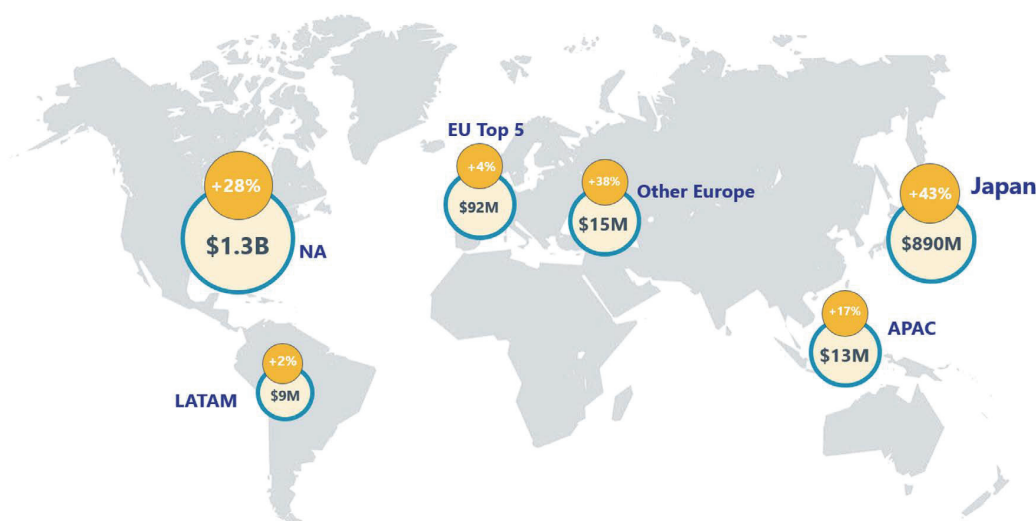 EU Top 5
+4%
$92M
+38%
Other Europe
$15M
+28%
$1.3B
NA
+43%
Japan
$890M
+17%
APAC
$13M
+2%
$9M
LATAM